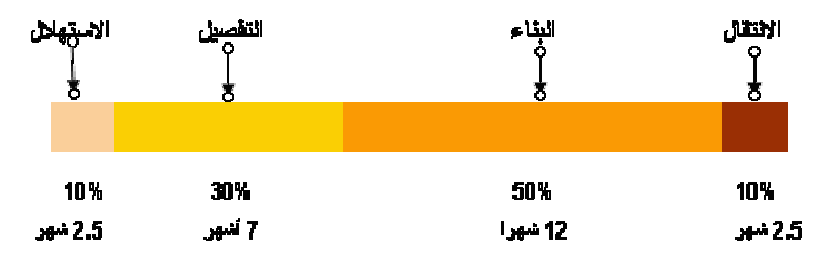 الاستهلال
التفصيل
البناء
الانتقال
10%
30%
50%
10%
2.5 شهر
7 أشهر
12 شهرا
2.5 شهر